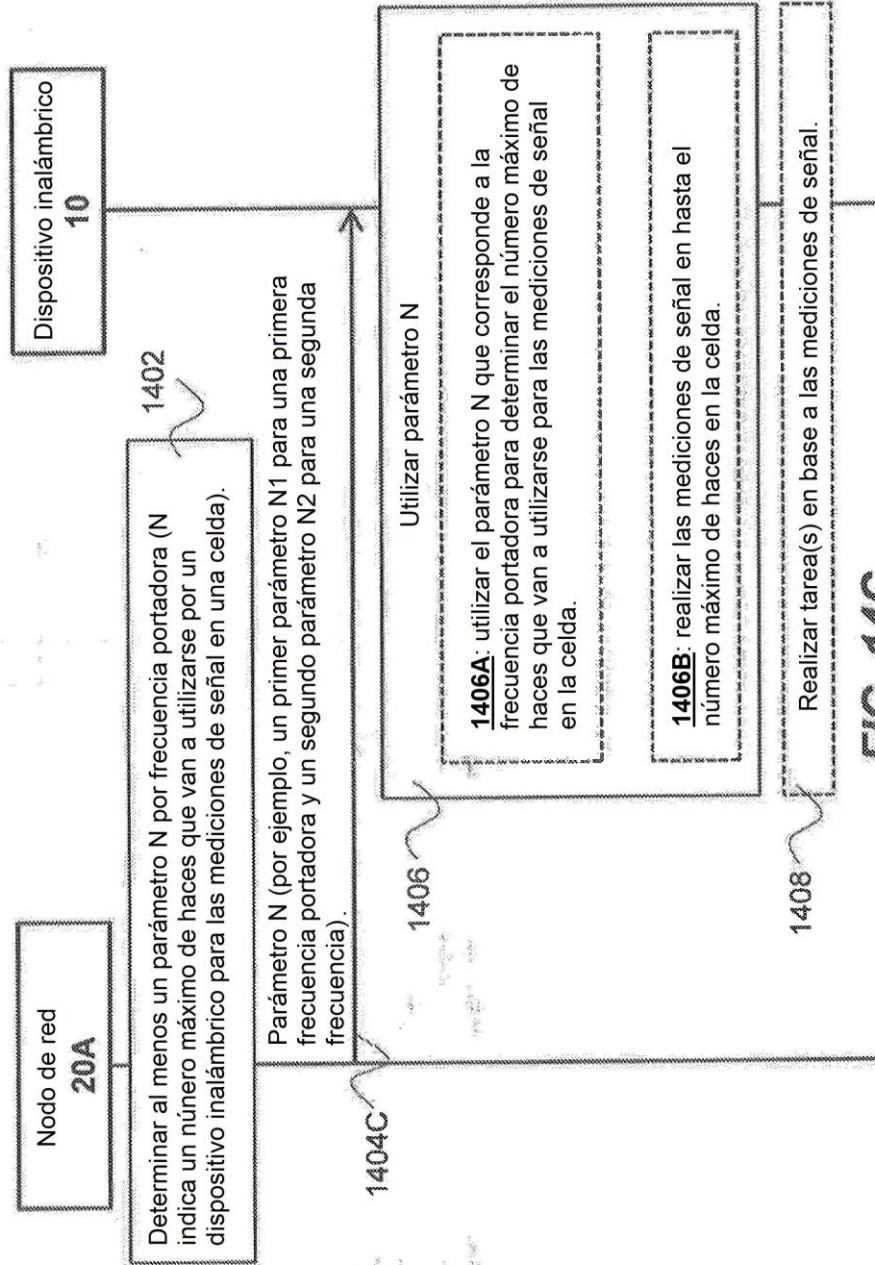 Nodo de red
20A
Dispositivo inalámbrico
10
1402
Determinar al menos un parámetro N por frecuencia portadora (N
indica un núnero máximo de haces que van a utilizarse por un
dispositivo inalámbrico para las mediciones de señal en una celda).
Parámetro N (por ejemplo, un primer parámetro N1 para una primera
frecuencia portadora y un segundo parámetro N2 para una segunda
frecuencia).
1404C
1406
Utilizar parámetro N
1406A: utilizar el parámetro N que corresponde a la
frecuencia portadora para determinar el número máximo de
haces que van a utilizarse para las mediciones de señal
en la celda.
1406B: realizar las mediciones de señal en hasta el
número máximo de haces en la celda.
1408
Realizar tarea(s) en base a las mediciones de señal.